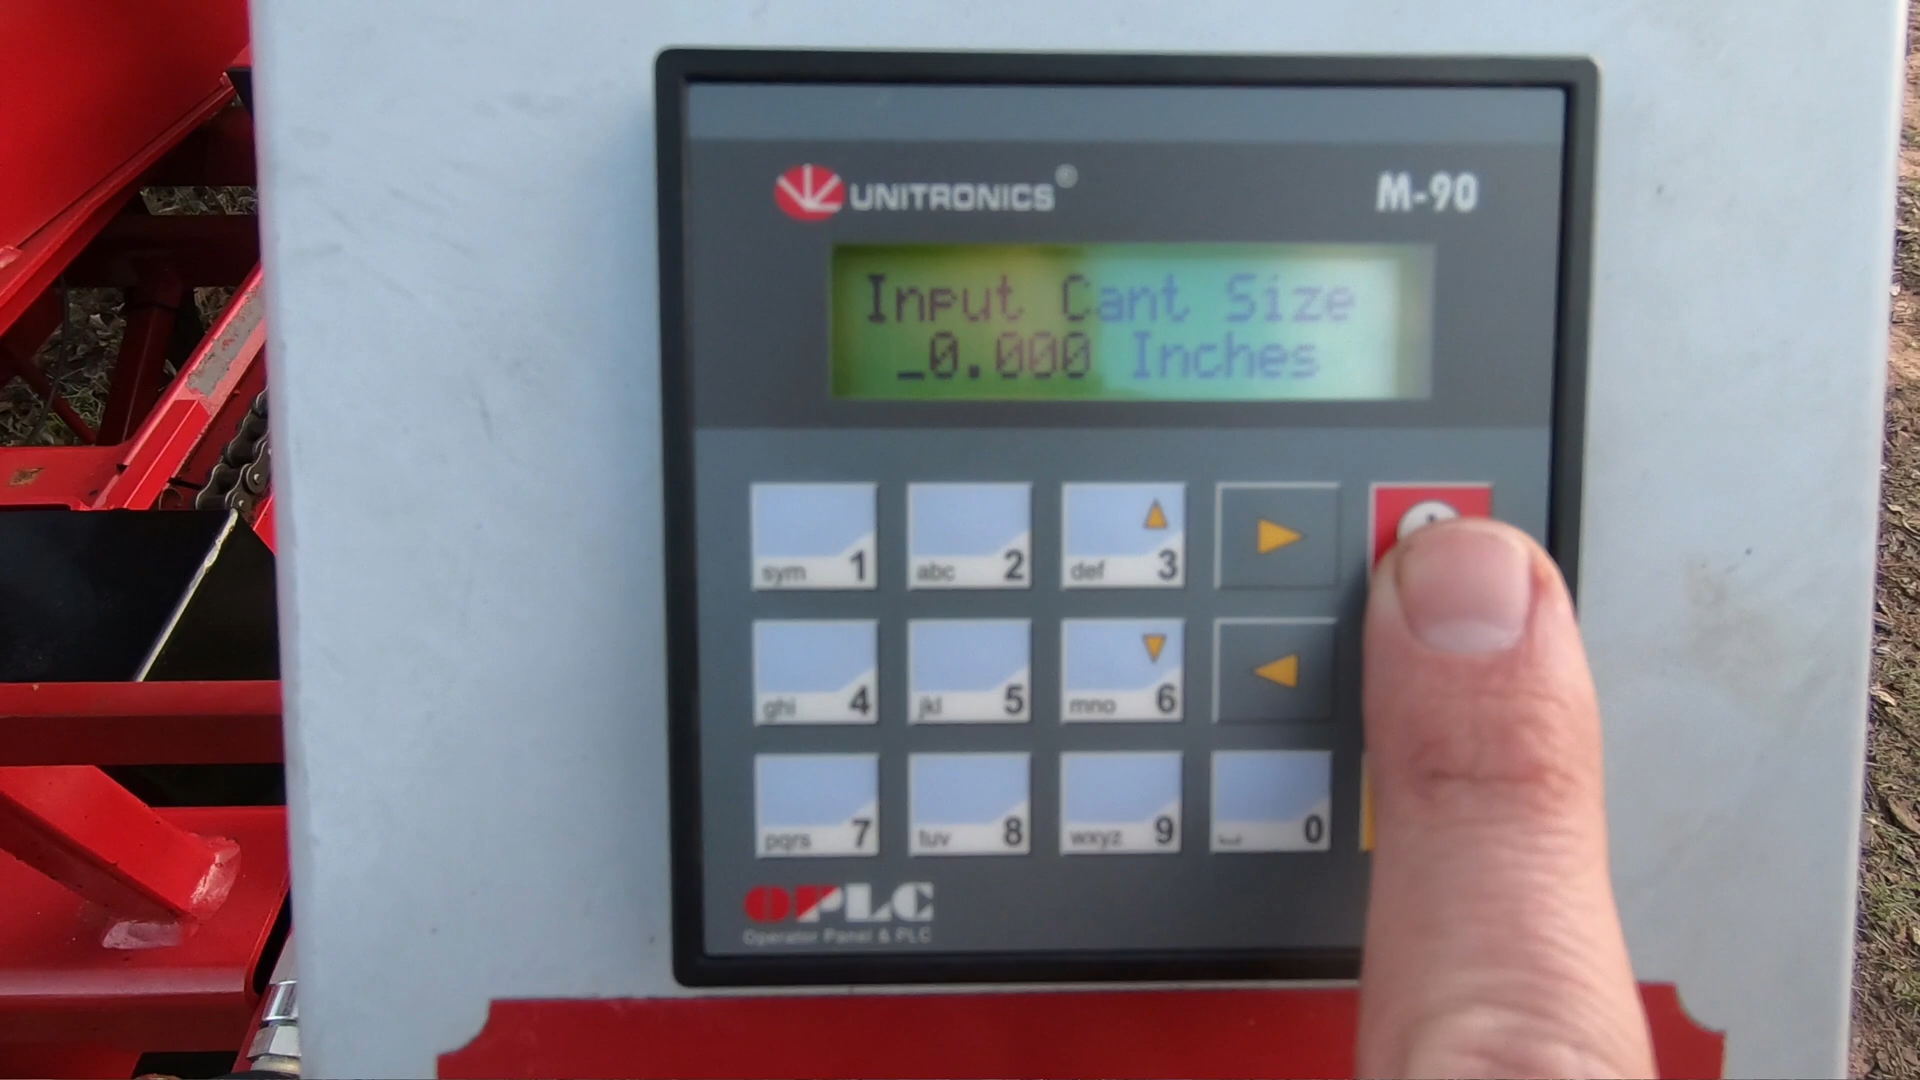 UNITRONICS®
M-90
Input Cant Size
_0.000 Inches
sym 1
abc 2
def 3
ghi 4
jkl 5
mno 6
pqrs 7
tuv 8
wxyz 9
0
OPLC
Operator Panel & PLC